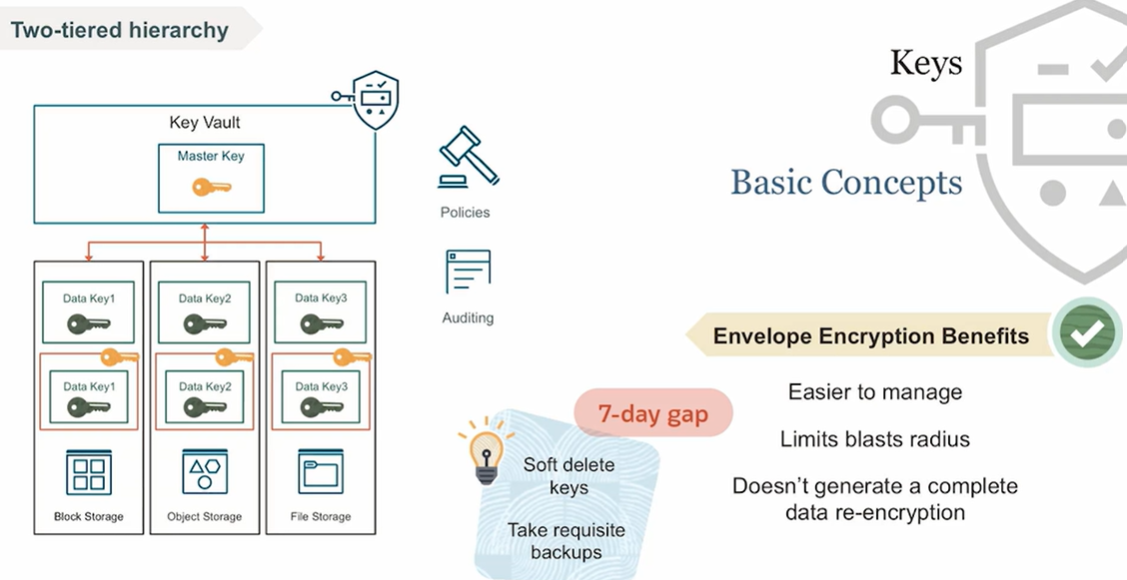 Two-tiered hierarchy
Key Vault
Master Key
Data Key1
Data Key2
Data Key3
Data Key1
Data Key2
Data Key3
Block Storage
Object Storage
File Storage
Policies
Auditing
Keys
Basic Concepts
Envelope Encryption Benefits
Easier to manage
Limits blasts radius
Doesn't generate a complete
data re-encryption
7-day gap
Soft delete
keys
Take requisite
backups